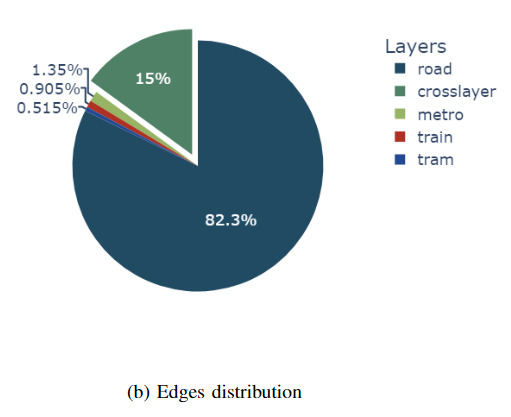 1.35%
0.905%
0.515%
15%
82.3%
Layers
road
crosslayer
metro
train
tram
(b) Edges distribution